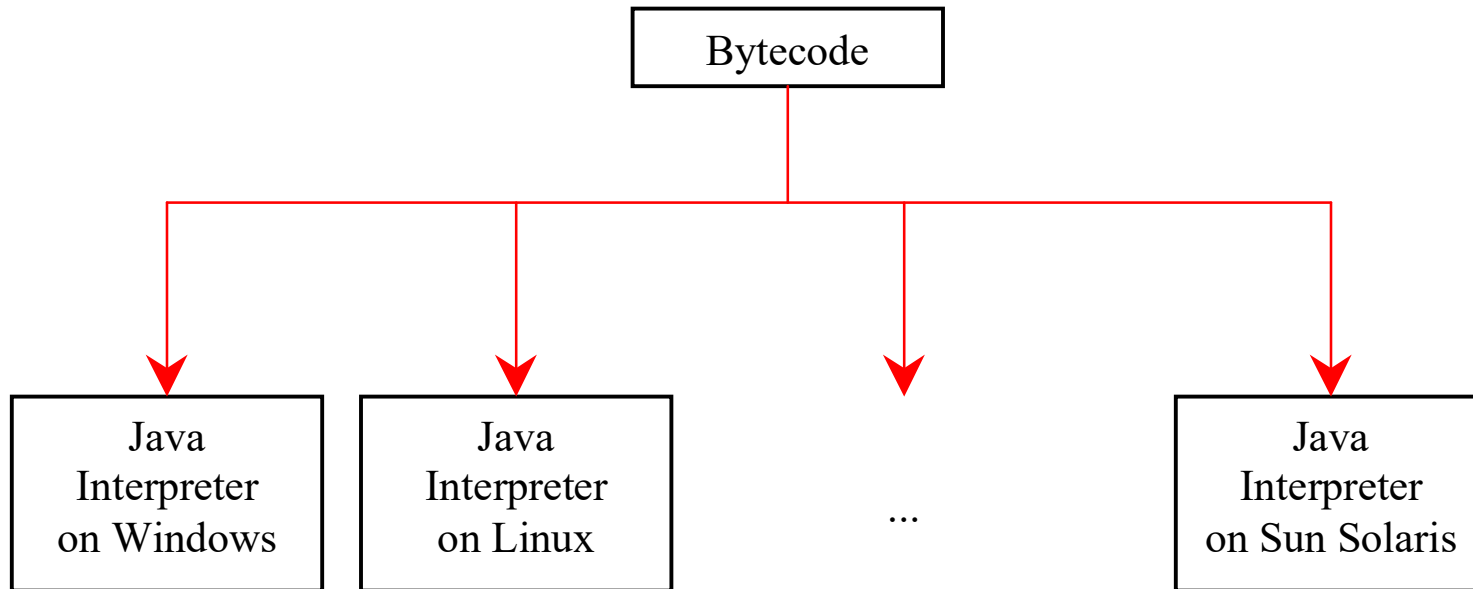 Bytecode
Java
Interpreter
on Windows
Java
Interpreter
on Linux
...
Java
Interpreter
on Sun Solaris